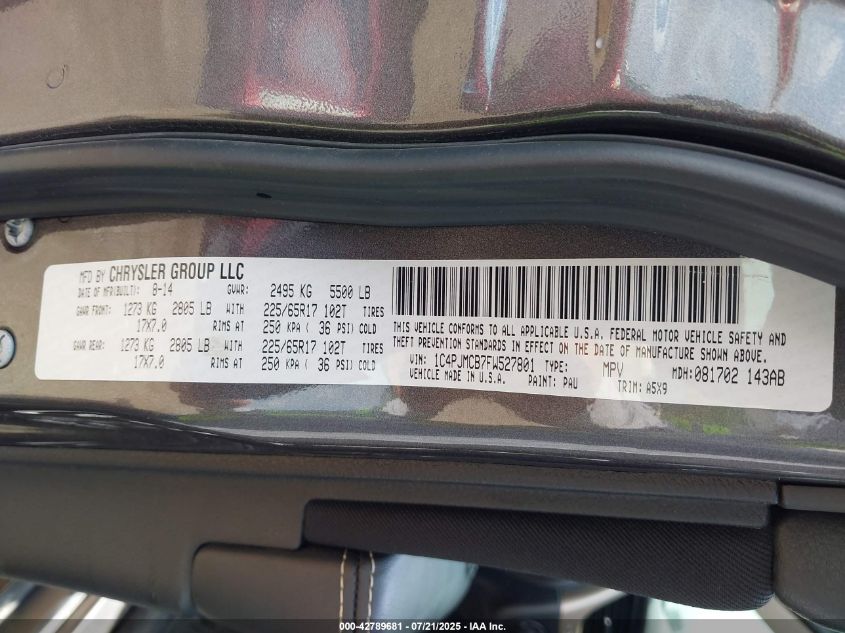 MFD BY CHRYSLER GROUP LLC
DATE OF MFR(BUILT): 8-14 GVWR: 2495 KG 5500 LB
GAWR FRONT: 1273 KG 2805 LB WITH 225/65R17 102T TIRES
17X7.0 RIMS AT 250 KPA ( 36 PSI) COLD
GAWR REAR: 1273 KG 2805 LB WITH 225/65R17 102T TIRES
17X7.0 RIMS AT 250 KPA ( 36 PSI) COLD
THIS VEHICLE CONFORMS TO ALL APPLICABLE U.S.A. FEDERAL MOTOR VEHICLE SAFETY AND
THEFT PREVENTION STANDARDS IN EFFECT ON THE DATE OF MANUFACTURE SHOWN ABOVE.
VIN: 1C4PJMCB7FW527801 TYPE: MPV MDH: 081702 143AB
VEHICLE MADE IN U.S.A. PAINT: PAU TRIM: A5X9
000-42789681 / 07/21/2025 - IAA Inc.